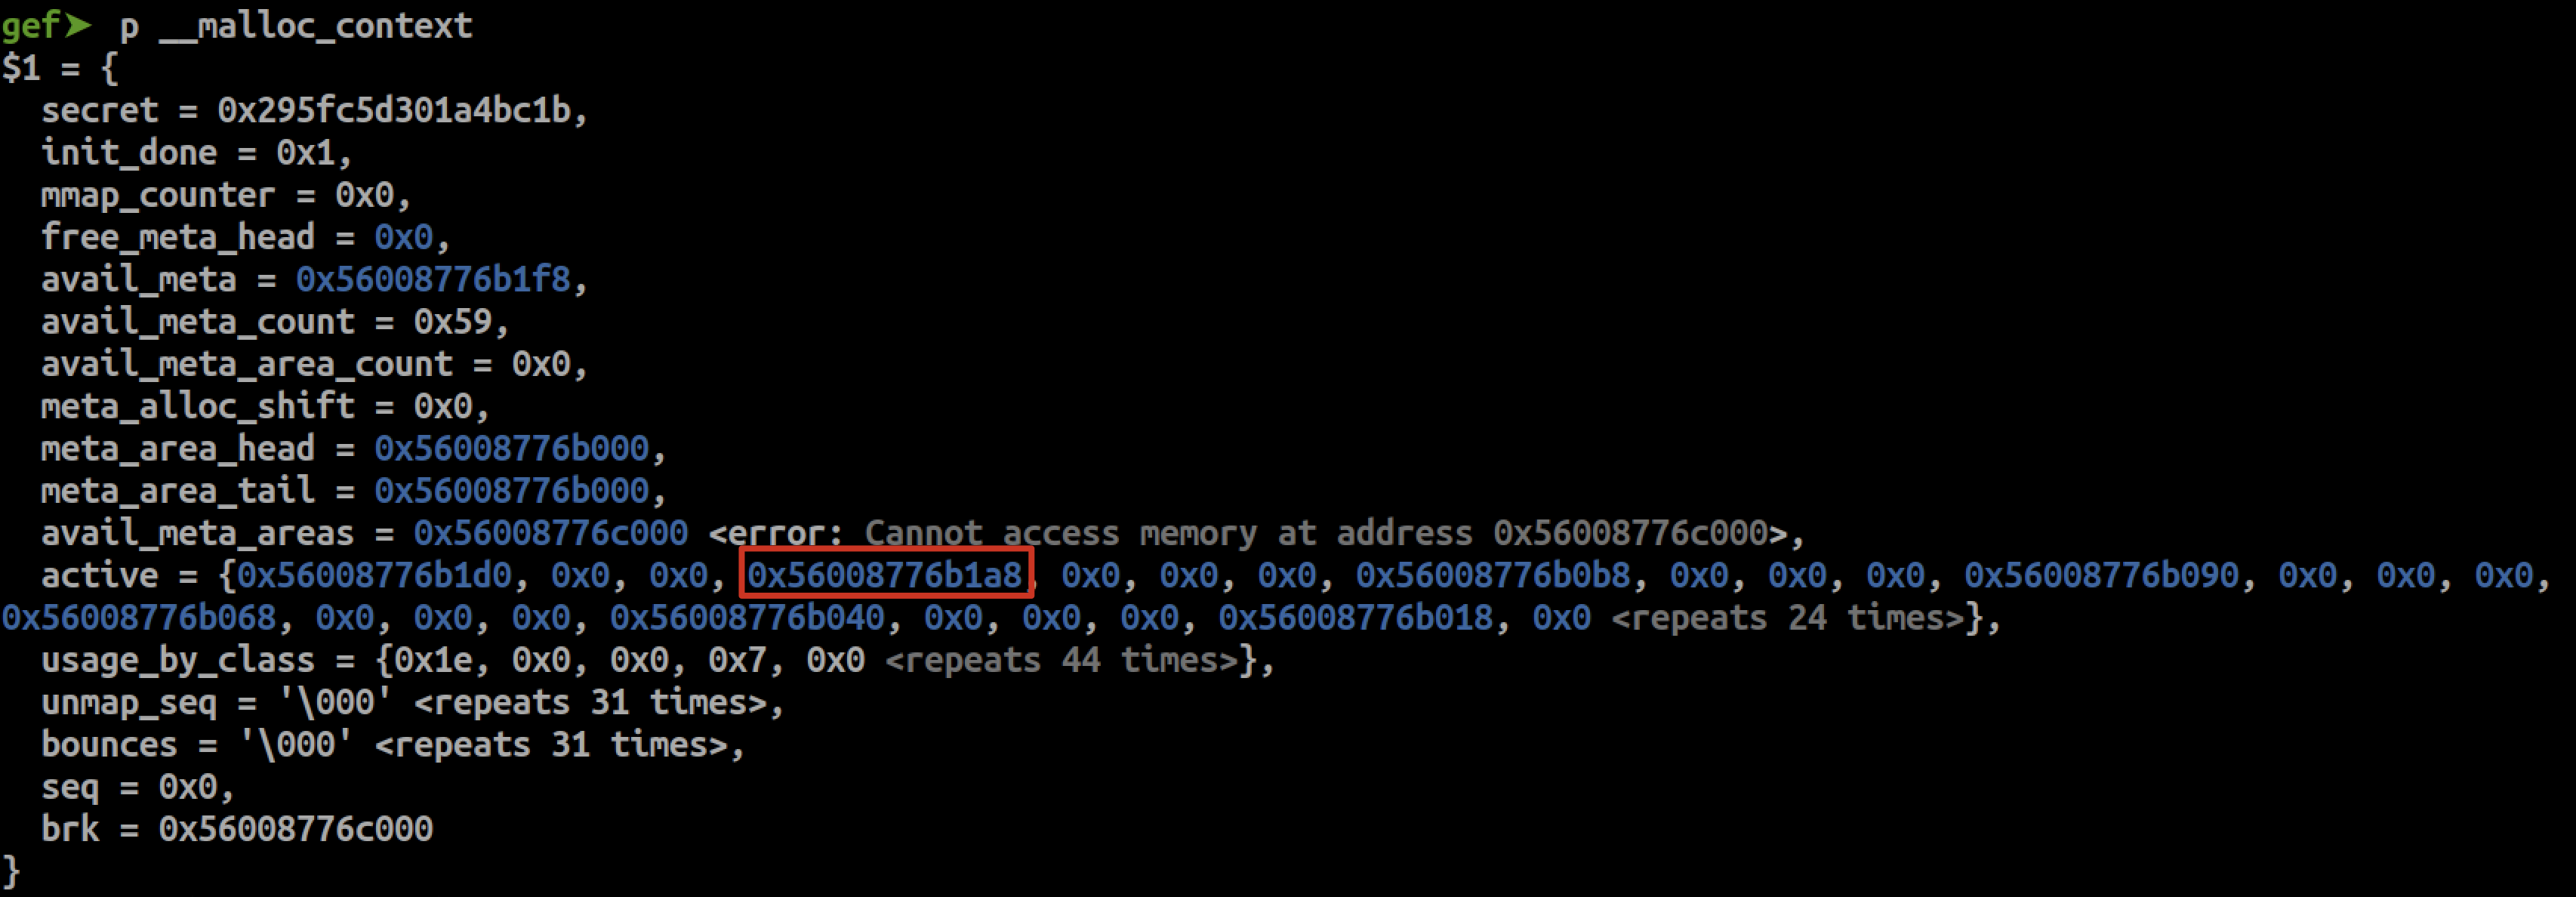 gef➤ p __malloc_context
$1 = {
  secret = 0x295fc5d301a4bc1b,
  init_done = 0x1,
  mmap_counter = 0x0,
  free_meta_head = 0x0,
  avail_meta = 0x56008776b1f8,
  avail_meta_count = 0x59,
  avail_meta_area_count = 0x0,
  meta_alloc_shift = 0x0,
  meta_area_head = 0x56008776b000,
  meta_area_tail = 0x56008776b000,
  avail_meta_areas = 0x56008776c000 <error: Cannot access memory at address 0x56008776c000>,
  active = {0x56008776b1d0, 0x0, 0x0, 0x56008776b1a8, 0x0, 0x0, 0x0, 0x56008776b0b8, 0x0, 0x0, 0x0, 0x56008776b090, 0x0, 0x0, 0x0,
0x56008776b068, 0x0, 0x0, 0x0, 0x56008776b040, 0x0, 0x0, 0x0, 0x56008776b018, 0x0 <repeats 24 times>},
  usage_by_class = {0x1e, 0x0, 0x0, 0x7, 0x0 <repeats 44 times>},
  unmap_seq = '\000' <repeats 31 times>,
  bounces = '\000' <repeats 31 times>,
  seq = 0x0,
  brk = 0x56008776c000
}